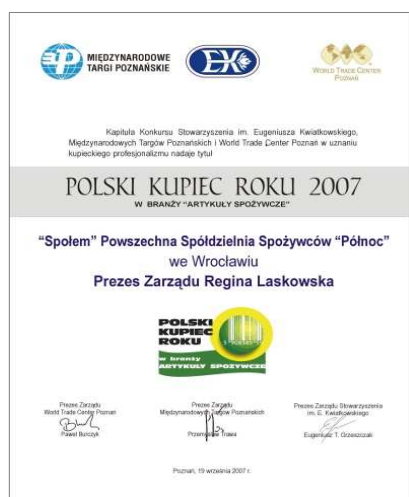 MIĘDZYNARODOWE
TARGI POZNAŃSKIE
EK
WORLD TRADE CENTER
POZNAŃ
Kapituła Konkursu Stowarzyszenia im. Eugeniusza Kwiatkowskiego,
Międzynarodowych Targów Poznańskich i World Trade Center Poznań w uznaniu
kupieckiego profesjonalizmu nadaje tytuł
POLSKI KUPIEC ROKU 2007
W BRANŻY "ARTYKUŁY SPOŻYWCZE"
"Społem" Powszechna Spółdzielnia Spożywców "Północ"
we Wrocławiu
Prezes Zarządu Regina Laskowska
POLSKI
KUPIEC
ROKU
w branży
ARTYKUŁY SPOŻYWCZE
Prezes Zarządu
World Trade Center Poznań
Paweł Burczyk
Prezes Zarządu
Międzynarodowych Targów Poznańskich
Przemysław Trawa
Prezes Zarządu Stowarzyszenia
im. E. Kwiatkowskiego
Eugeniusz T. Grzeszczak
Poznań, 19 września 2007 r.